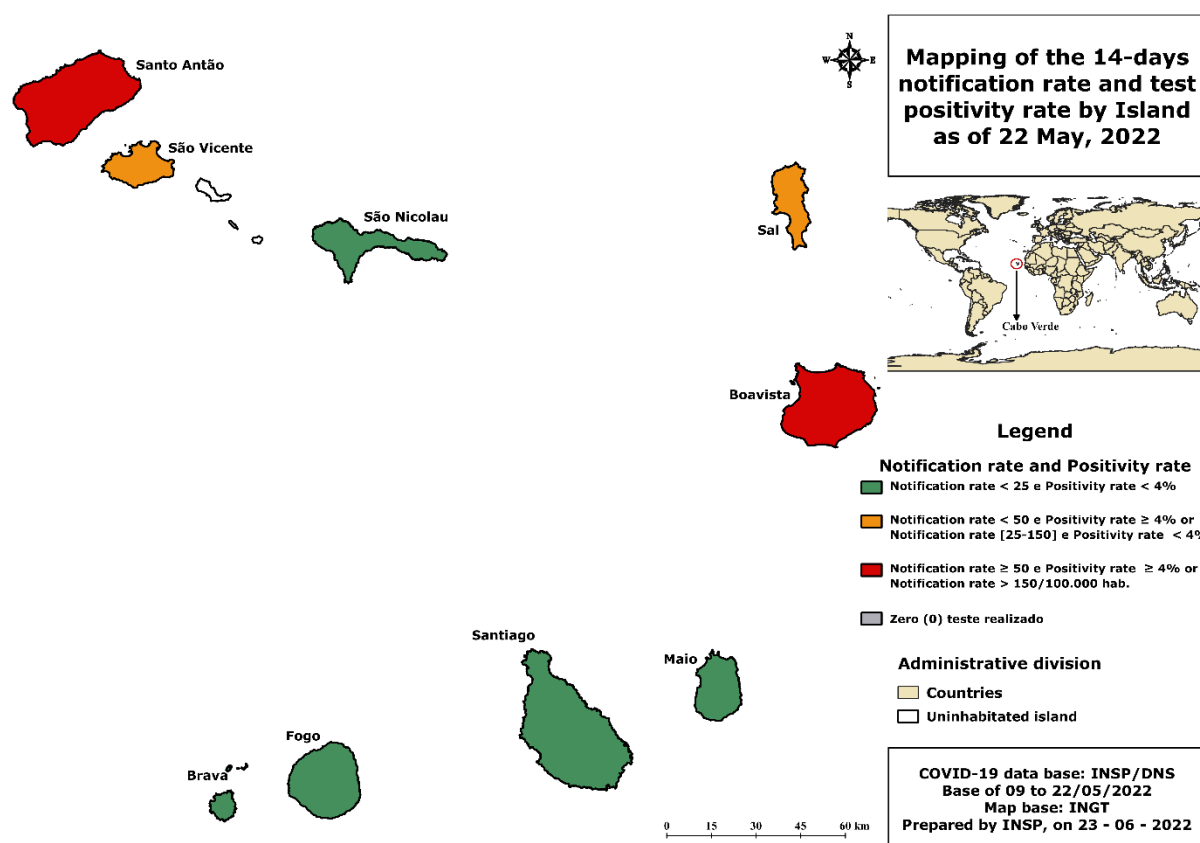 Mapping of the 14-days
notification rate and test
positivity rate by Island
as of 22 May, 2022
N
W
E
S
Santo Antão
São Vicente
São Nicolau
Sal
Cabo Verde
Boavista
Legend
Notification rate and Positivity rate
Notification rate < 25 e Positivity rate < 4%
Notification rate < 50 e Positivity rate ≥ 4% or
Notification rate [25-150] e Positivity rate < 4%
Notification rate ≥ 50 e Positivity rate ≥ 4% or
Notification rate > 150/100.000 hab.
Zero (0) teste realizado
Santiago
Maio
Administrative division
Countries
Uninhabitated island
Fogo
Brava
COVID-19 data base: INSP/DNS
Base of 09 to 22/05/2022
Map base: INGT
Prepared by INSP, on 23 - 06 - 2022
0 15 30 45 60 km